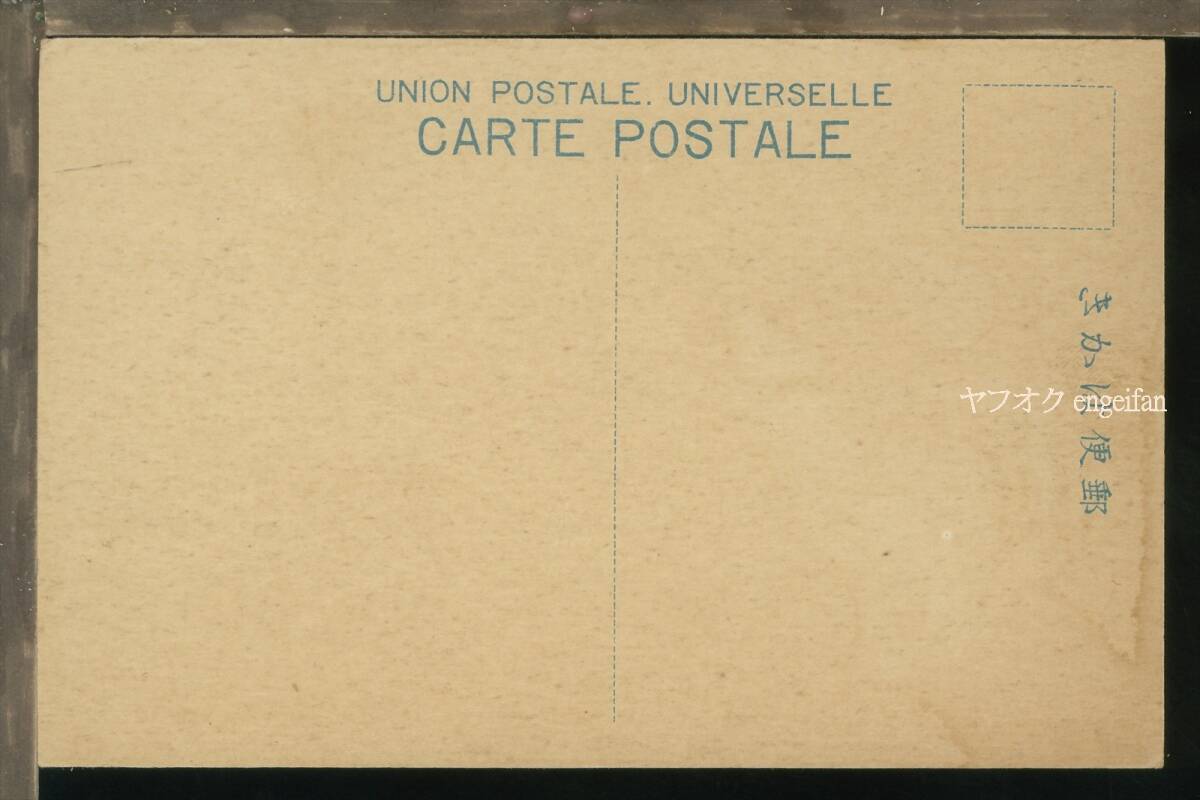 UNION POSTALE. UNIVERSELLE
CARTE POSTALE
郵便はかき
ヤフオク engeifan